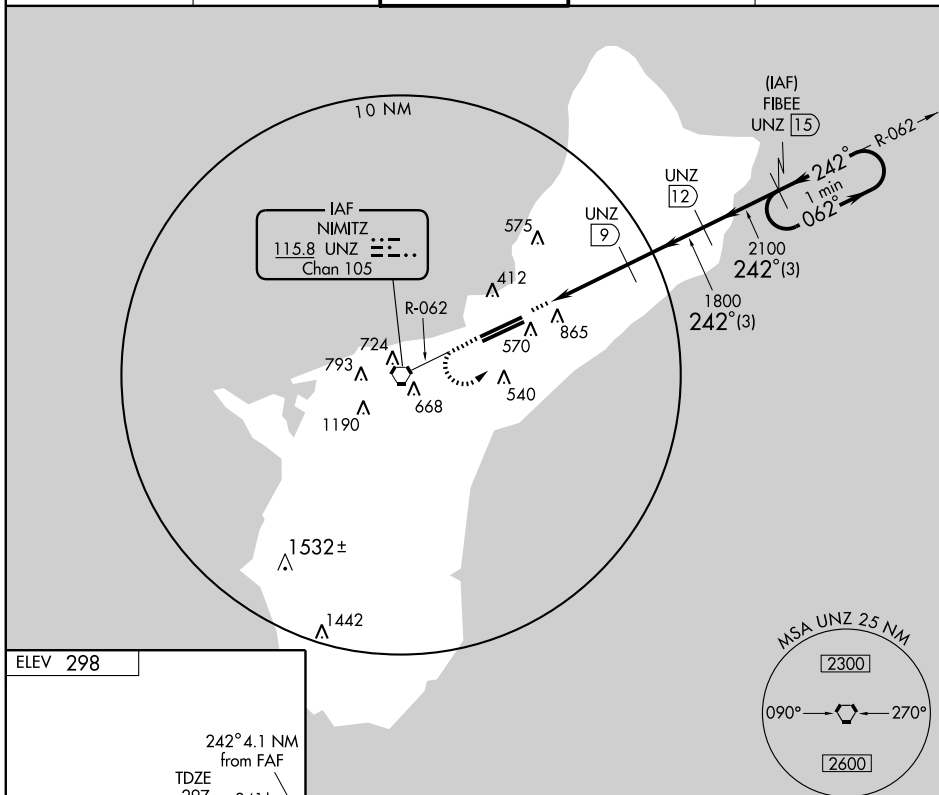 10 NM
(IAF)
FIBEE
UNZ 15
R-062
242°
1 min
062°
UNZ
12
UNZ
9
2100
242°(3)
1800
242°(3)
IAF
NIMITZ
115.8 UNZ
Chan 105
R-062
575
412
865
570
540
724
793
668
1190
1532±
1442
ELEV 298
242° 4.1 NM
from FAF
TDZE
MSA UNZ 25 NM
2300
090°
270°
2600